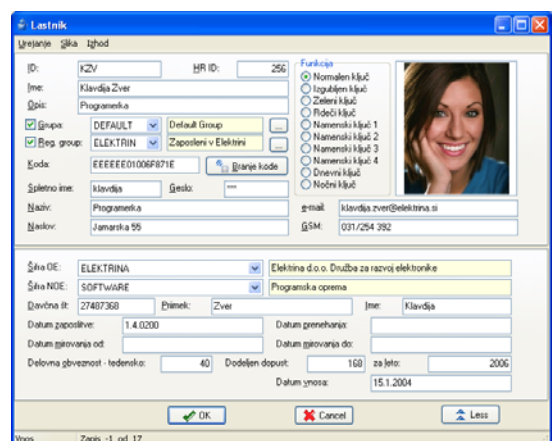 Lastnik
Urejanje Slika Izhod
ID: KZV HR ID: 256
Ime: Klavdija Zver
Opis: Programerka
Grupa: DEFAULT Default Group ...
Reg. group: ELEKTRIN Zaposleni v Elektrini ...
Koda: EEEEEE01006F871E Branje kode
Spletno ime: klavdija Geslo: ***
Naziv: Programerka
Naslov: Jamarska 55
Funkcija
Normalen ključ
Izgubljen ključ
Zeleni ključ
Rdeči ključ
Namenski ključ 1
Namenski ključ 2
Namenski ključ 3
Namenski ključ 4
Dnevni ključ
Nočni ključ
e-mail: klavdija.zver@elektrina.si
GSM: 031/254 392
Šifra OE: ELEKTRINA Elektina d.o.o. Družba za razvoj elektronike
Šifra NOE: SOFTWARE Programska oprema
Davčna št: 27487368 Priimek: Zver Ime: Klavdija
Datum zaposlitve: 1.4.0200 Datum prenehanja:
Datum mirovanja od: Datum mirovanja do:
Delovna obveznost - tedensko: 40 Dodeljen dopust: 168 za leto: 2006
Datum vnosa: 15.1.2004
OK Cancel Less
Vnos Zapis -1 od 17